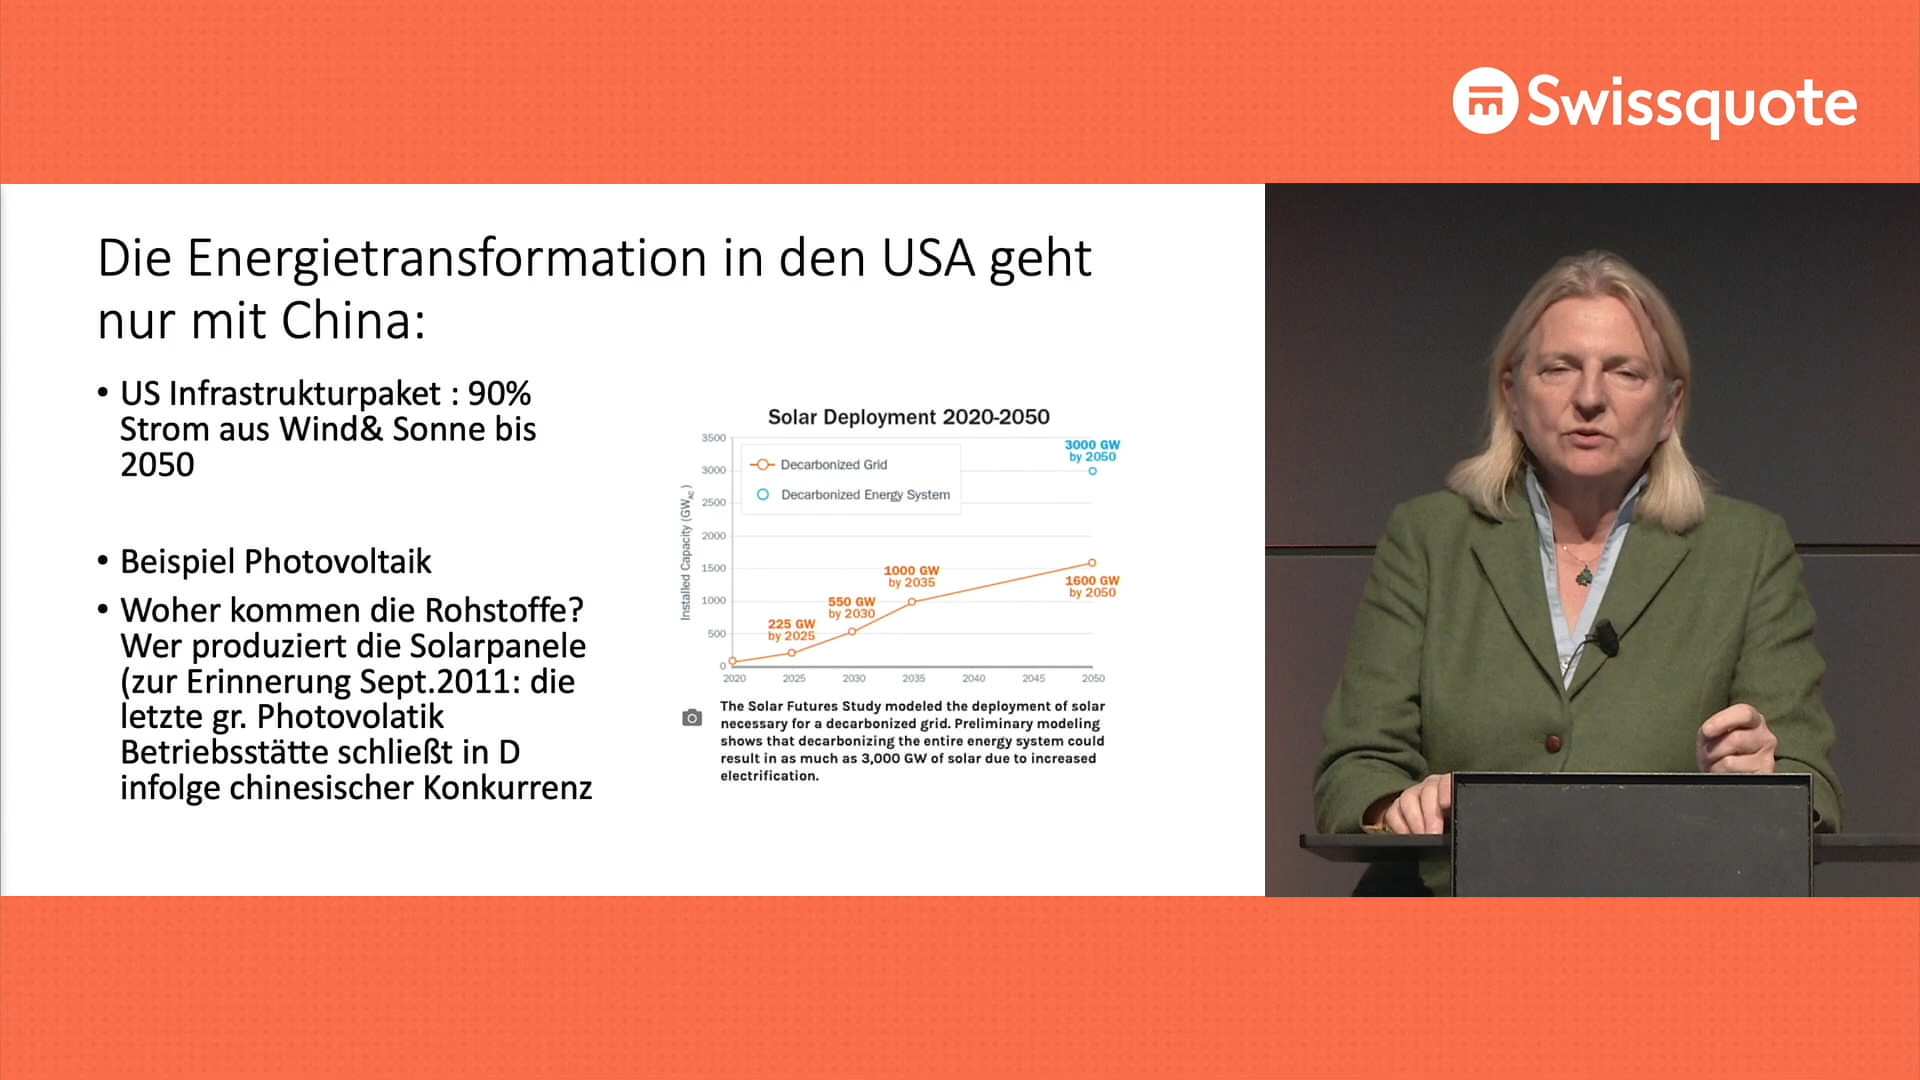 Swissquote
Die Energietransformation in den USA geht
nur mit China:
• US Infrastrukturpaket : 90%
Strom aus Wind& Sonne bis
2050
• Beispiel Photovoltaik
• Woher kommen die Rohstoffe?
Wer produziert die Solarpanele
(zur Erinnerung Sept.2011: die
letzte gr. Photovolatik
Betriebsstätte schließt in D
infolge chinesischer Konkurrenz
Solar Deployment 2020-2050
Installed Capacity (GWAC)
3500
3000
2500
2000
1500
1000
500
0
Decarbonized Grid
Decarbonized Energy System
3000 GW
by 2050
225 GW
by 2025
550 GW
by 2030
1000 GW
by 2035
1600 GW
by 2050
2020 2025 2030 2035 2040 2045 2050
The Solar Futures Study modeled the deployment of solar
necessary for a decarbonized grid. Preliminary modeling
shows that decarbonizing the entire energy system could
result in as much as 3,000 GW of solar due to increased
electrification.